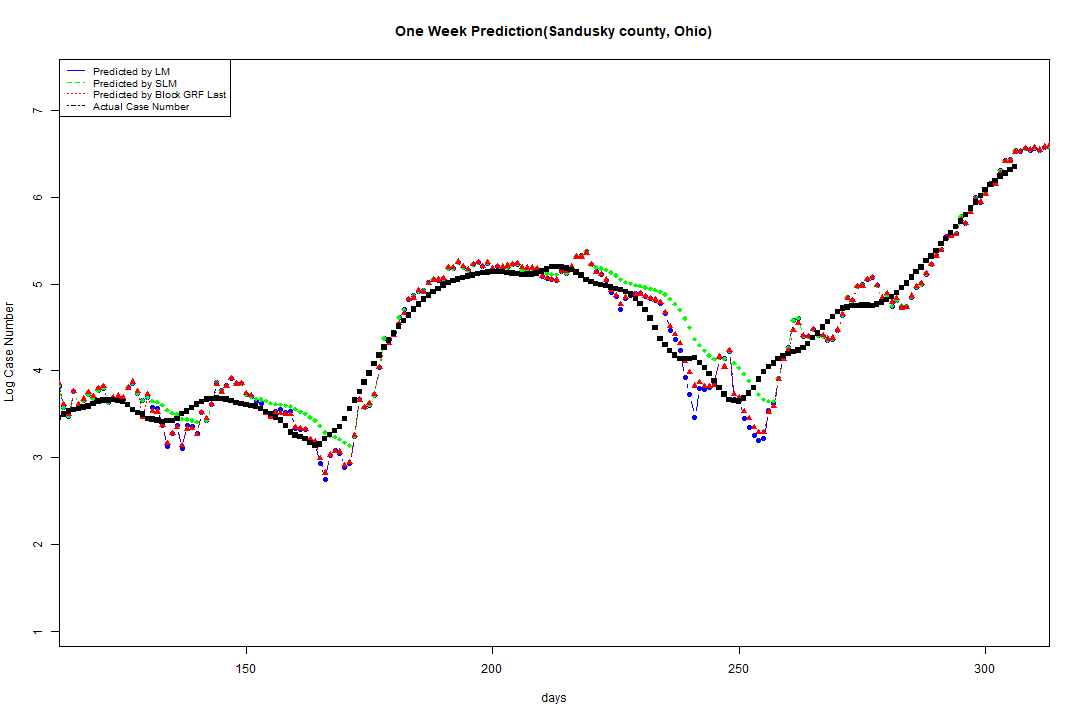 One Week Prediction(Sandusky county, Ohio)
Predicted by LM
Predicted by SLM
Predicted by Block GRF Last
Actual Case Number
Log Case Number
7
6
5
4
3
2
1
150
200
250
300
days